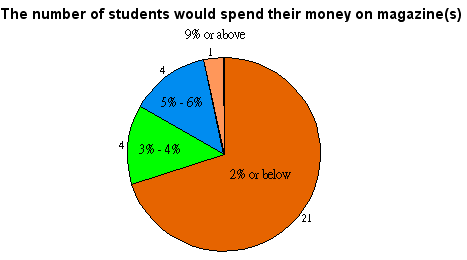 The number of students would spend their money on magazine(s)
9% or above
1
4
5% - 6%
4
3% - 4%
2% or below
21